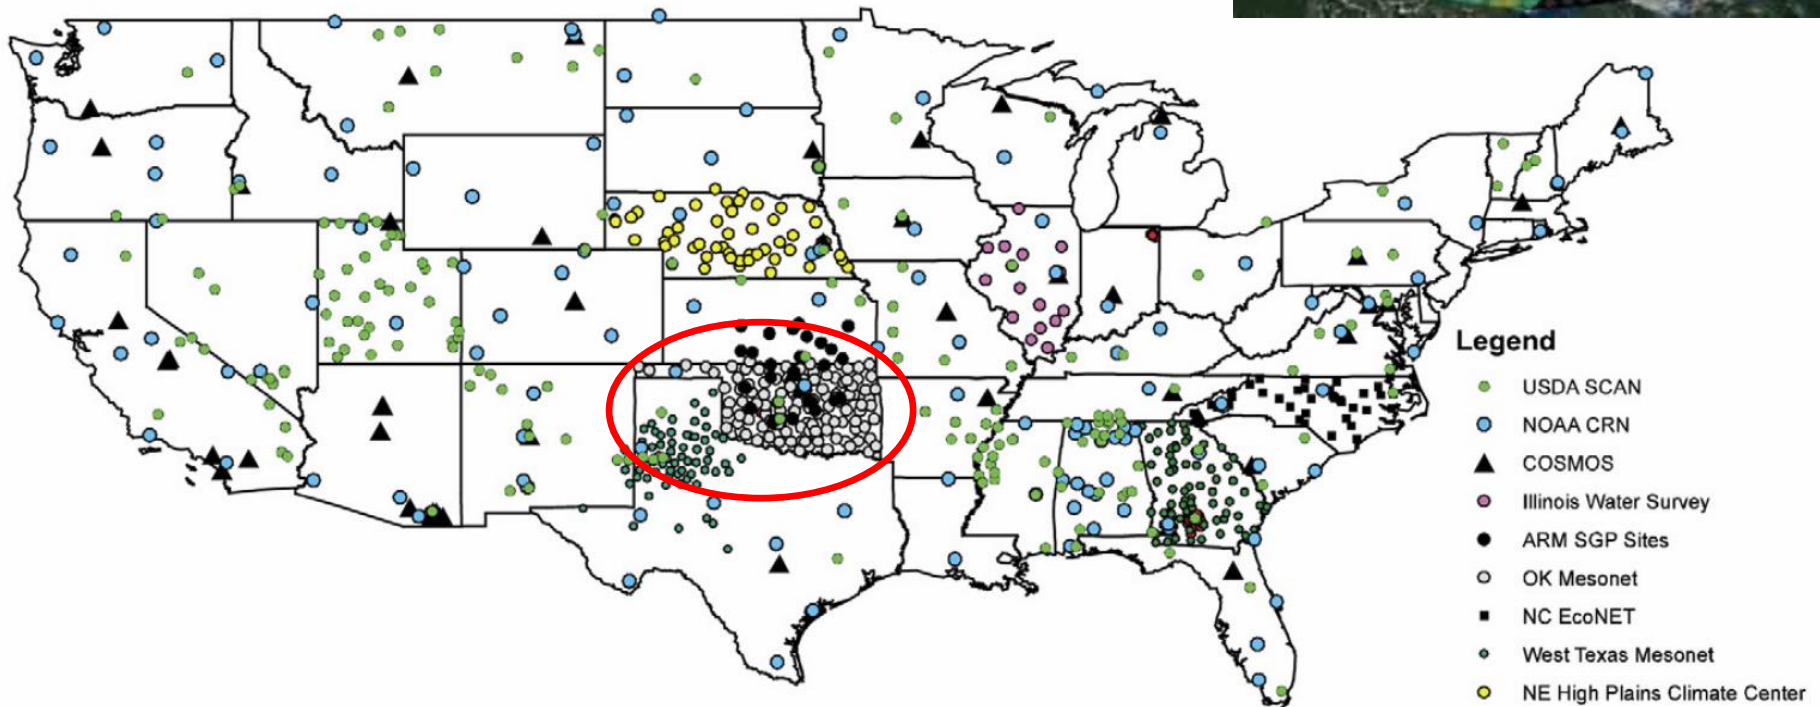 Legend
USDA SCAN
NOAA CRN
COSMOS
Illinois Water Survey
ARM SGP Sites
OK Mesonet
NC EcoNET
West Texas Mesonet
NE High Plains Climate Center